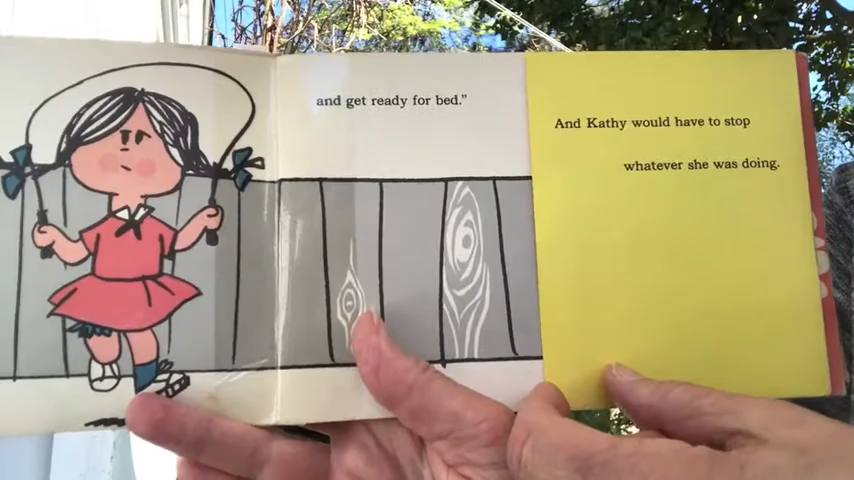 and get ready for bed."
And Kathy would have to stop
whatever she was doing.